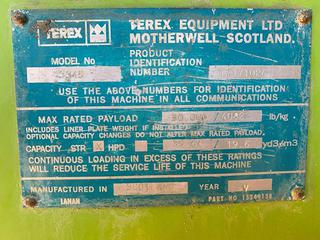 TEREX
TEREX EQUIPMENT LTD
MOTHERWELL SCOTLAND.
MODEL No
PRODUCT
IDENTIFICATION
NUMBER
USE THE ABOVE NUMBERS FOR IDENTIFICATION
OF THIS MACHINE IN ALL COMMUNICATIONS
MAX RATED PAYLOAD lb/kg
INCLUDES LINER PLATE WEIGHT IF INSTALLED
OPTIONAL CAPACITY CHANGES DO NOT ALTER MAX RATED PAYLOAD.
CAPACITY STR HPD 19.6 yd3/m3
CONTINUOUS LOADING IN EXCESS OF THESE RATINGS
WILL REDUCE THE SERVICE LIFE OF THIS MACHINE
MANUFACTURED IN YEAR V
LAMAN PART NO